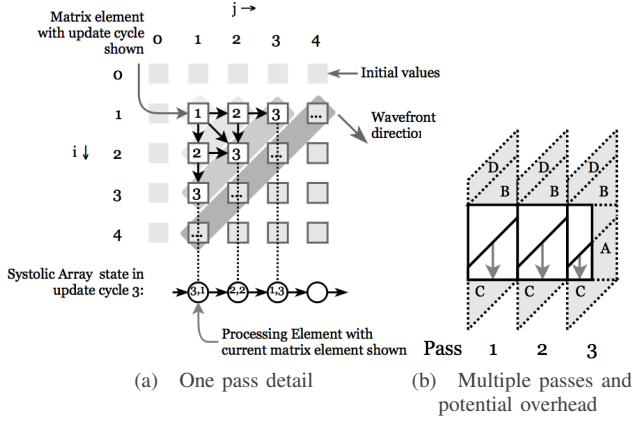 j →
Matrix element
with update cycle
shown
0 1 2 3 4
0
Initial values
1 1 2 3 ...
Wavefront
direction
i ↓
2 2 3 ...
3 3
4 ...
Systolic Array state in
update cycle 3:
3,1 2,2 1,3
Processing Element with
current matrix element shown
(a) One pass detail
D D D
B B B
A
C C C
Pass 1 2 3
(b) Multiple passes and
potential overhead